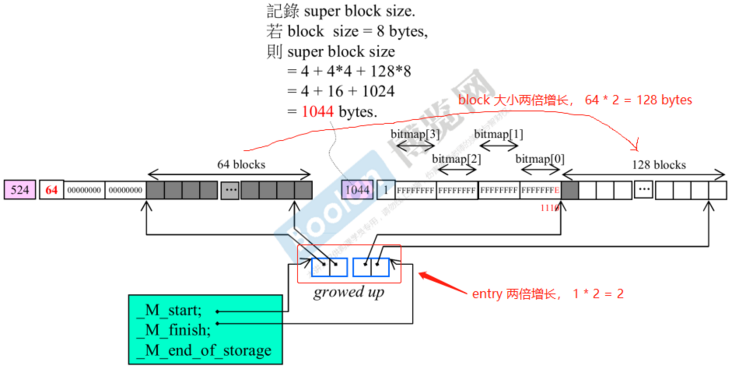 記錄 super block size.
若 block size = 8 bytes,
則 super block size
= 4 + 4*4 + 128*8
= 4 + 16 + 1024
= 1044 bytes.
block 大小两倍增长， 64 * 2 = 128 bytes
bitmap[3]
bitmap[1]
bitmap[2]
bitmap[0]
64 blocks
128 blocks
524 64 00000000 00000000 ...
1044 1 FFFFFFFF FFFFFFFF FFFFFFFF FFFFFFFE ...
1110
growed up
entry 两倍增长， 1 * 2 = 2
_M_start;
_M_finish;
_M_end_of_storage
博览网